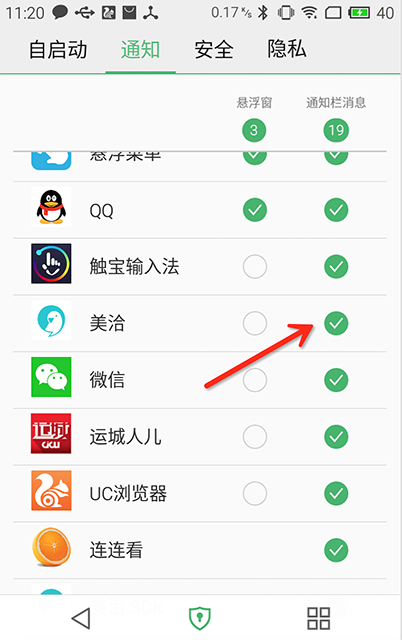 11:20 0.17 K/s 40
自启动 通知 安全 隐私
悬浮窗 通知栏消息
3 19
悬浮菜单
QQ
触宝输入法
美洽
微信
运城人儿
UC浏览器
连连看